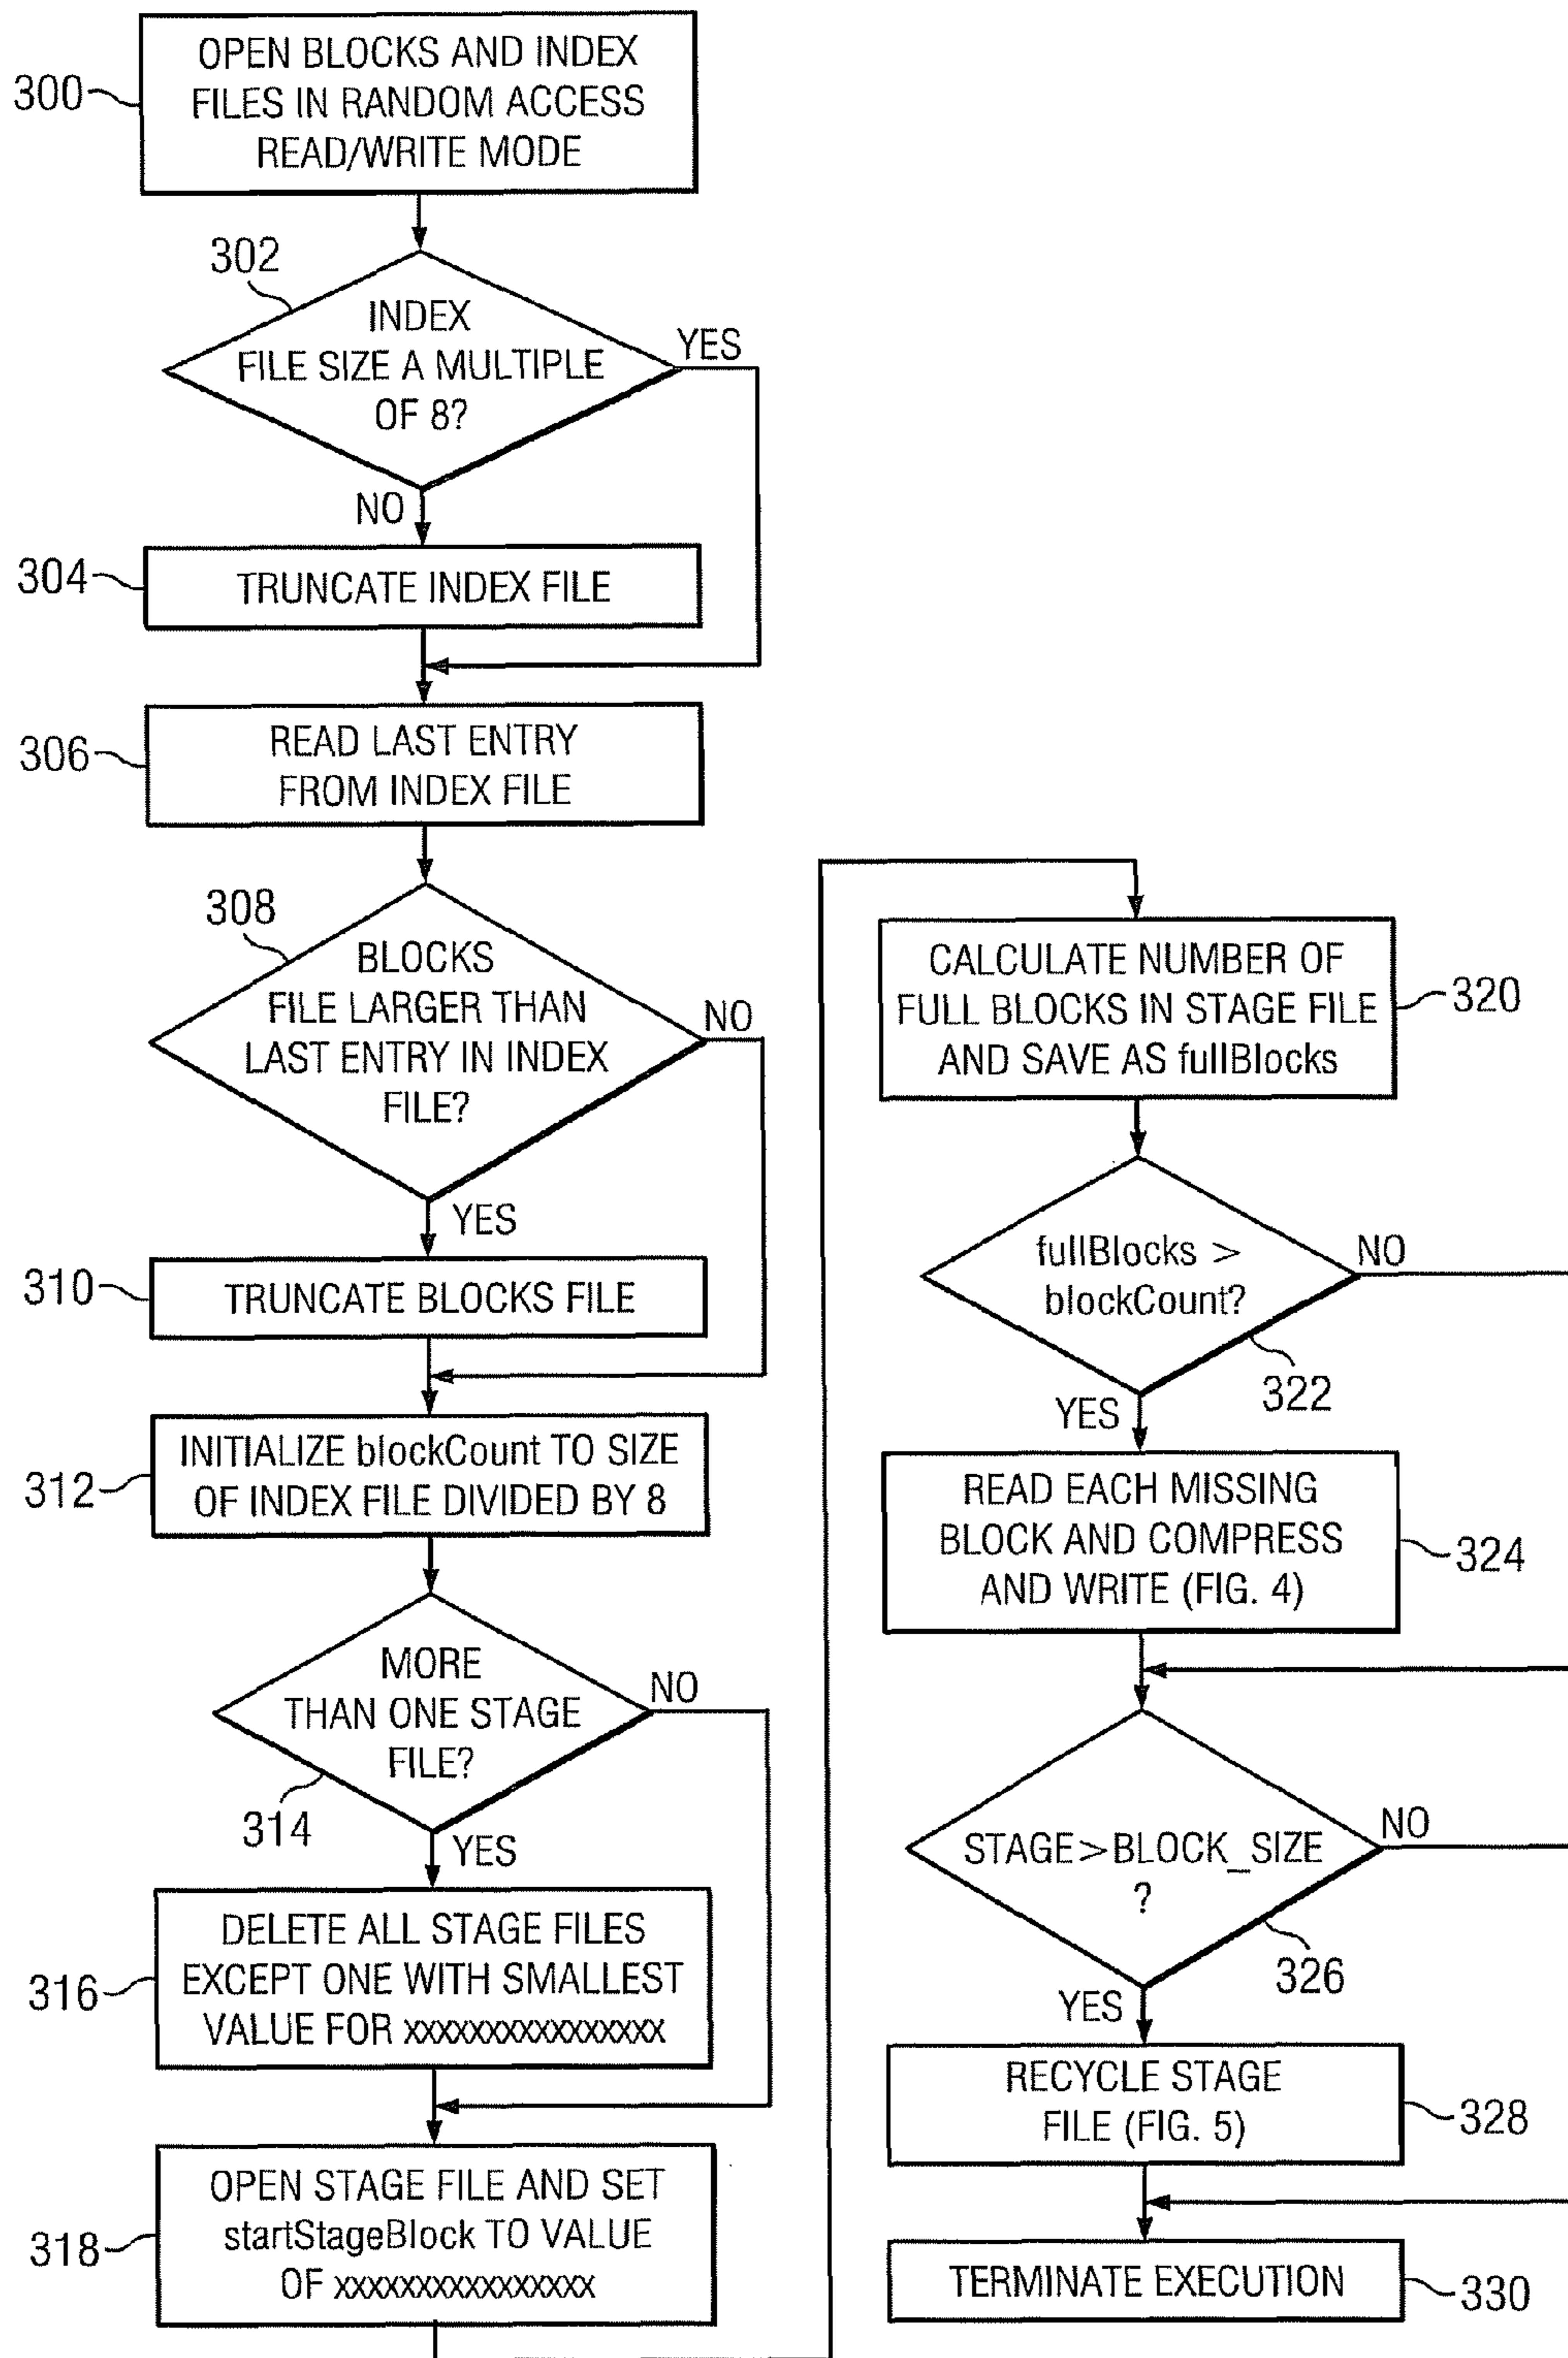 300
OPEN BLOCKS AND INDEX
FILES IN RANDOM ACCESS
READ/WRITE MODE
302
INDEX
FILE SIZE A MULTIPLE
OF 8?
YES
NO
304
TRUNCATE INDEX FILE
306
READ LAST ENTRY
FROM INDEX FILE
308
BLOCKS
FILE LARGER THAN
LAST ENTRY IN INDEX
FILE?
NO
YES
310
TRUNCATE BLOCKS FILE
312
INITIALIZE blockCount TO SIZE
OF INDEX FILE DIVIDED BY 8
MORE
THAN ONE STAGE
FILE?
NO
314
YES
316
DELETE ALL STAGE FILES
EXCEPT ONE WITH SMALLEST
VALUE FOR xxxxxxxxxxxxxxxx
318
OPEN STAGE FILE AND SET
startStageBlock TO VALUE
OF xxxxxxxxxxxxxxxx
CALCULATE NUMBER OF
FULL BLOCKS IN STAGE FILE
AND SAVE AS fullBlocks
320
fullBlocks >
blockCount?
NO
322
YES
READ EACH MISSING
BLOCK AND COMPRESS
AND WRITE (FIG. 4)
324
STAGE>BLOCK_SIZE
?
NO
326
YES
RECYCLE STAGE
FILE (FIG. 5)
328
TERMINATE EXECUTION
330